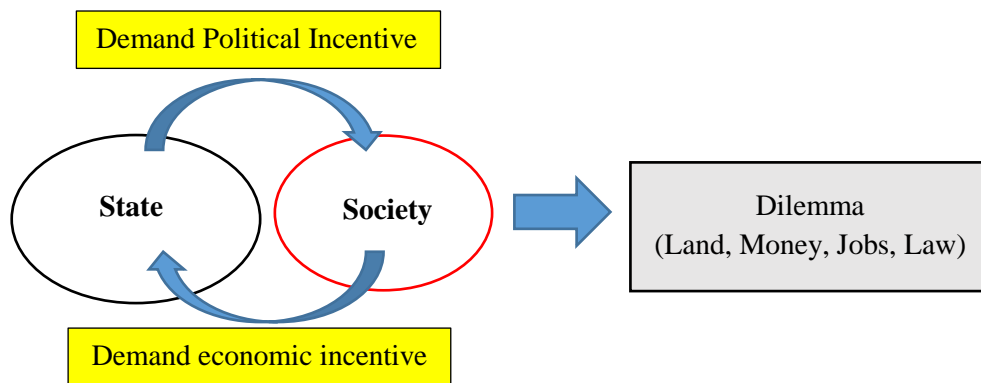 Demand Political Incentive
State
Society
Dilemma
(Land, Money, Jobs, Law)
Demand economic incentive